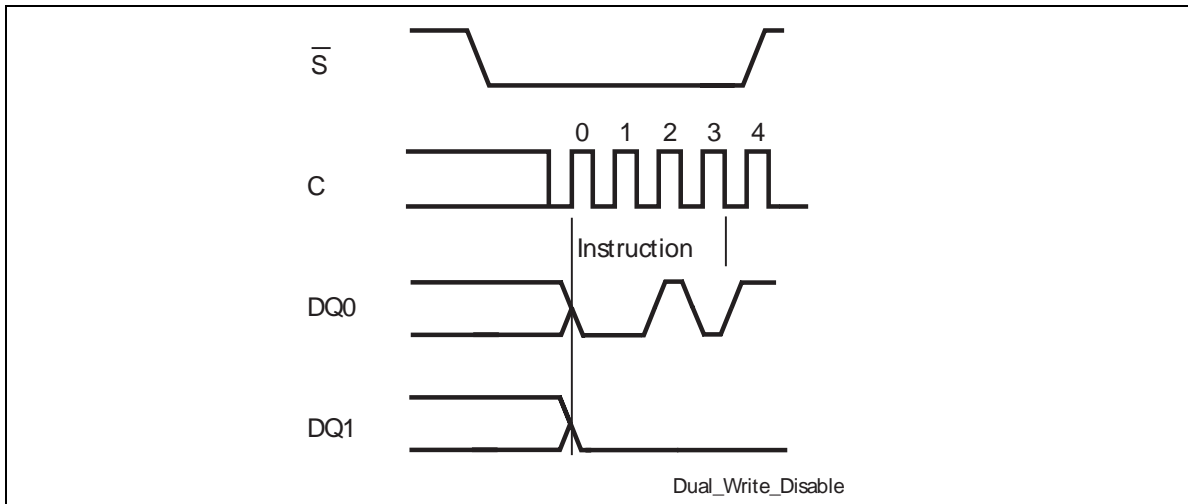 S̅
0 1 2 3 4
C
Instruction
DQ0
DQ1
Dual_Write_Disable